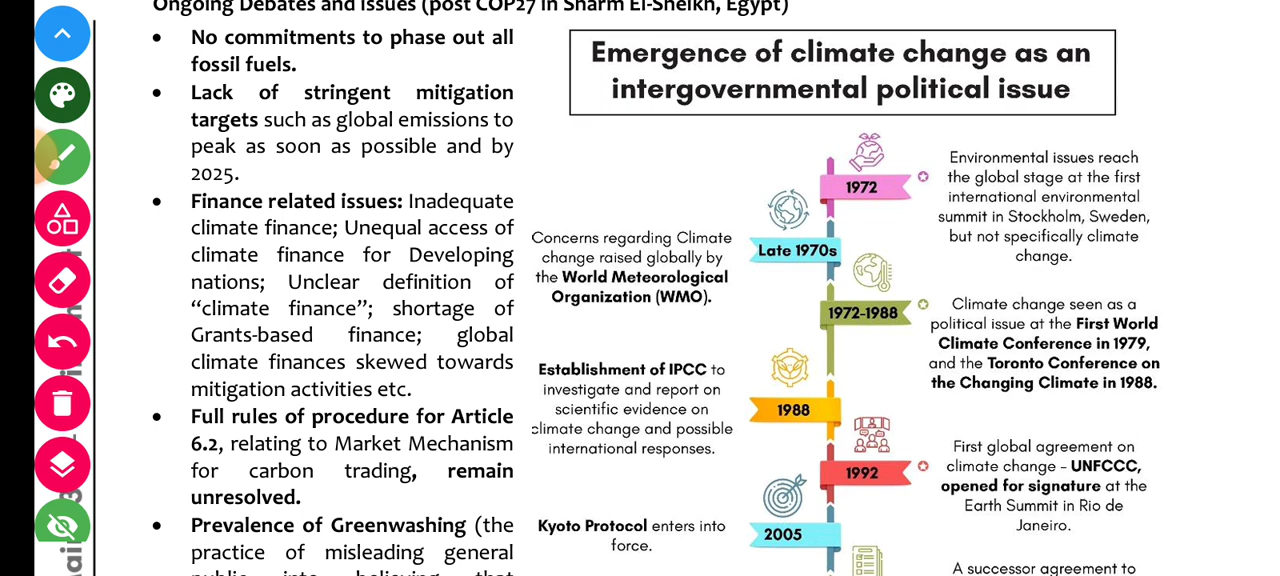 Ongoing Debates and Issues (post COP27 in Sharm El-Sheikh, Egypt)
• No commitments to phase out all
fossil fuels.
• Lack of stringent mitigation
targets such as global emissions to
peak as soon as possible and by
2025.
• Finance related issues: Inadequate
climate finance; Unequal access of
climate finance for Developing
nations; Unclear definition of
“climate finance”; shortage of
Grants-based finance; global
climate finances skewed towards
mitigation activities etc.
• Full rules of procedure for Article
6.2, relating to Market Mechanism
for carbon trading, remain
unresolved.
• Prevalence of Greenwashing (the
practice of misleading general
public into believing that
Emergence of climate change as an
intergovernmental political issue
1972
Environmental issues reach
the global stage at the first
international environmental
summit in Stockholm, Sweden,
but not specifically climate
change.
Late 1970s
Concerns regarding Climate
change raised globally by
the World Meteorological
Organization (WMO).
1972-1988
Climate change seen as a
political issue at the First World
Climate Conference in 1979,
and the Toronto Conference on
the Changing Climate in 1988.
1988
Establishment of IPCC to
investigate and report on
scientific evidence on
climate change and possible
international responses.
1992
First global agreement on
climate change - UNFCCC,
opened for signature at the
Earth Summit in Rio de
Janeiro.
2005
Kyoto Protocol enters into
force.
A successor agreement to